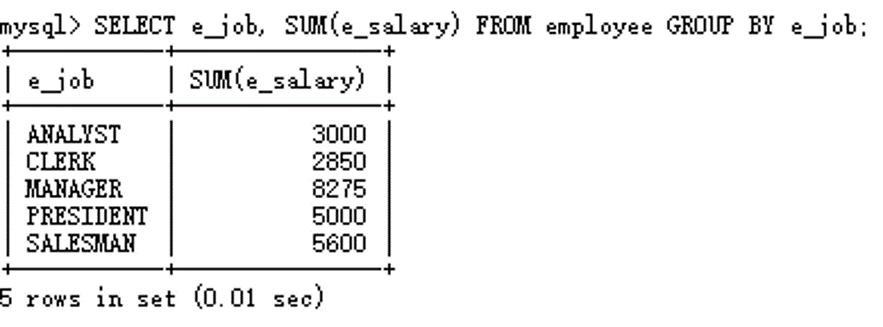 mysql> SELECT e_job, SUM(e_salary) FROM employee GROUP BY e_job;
| e_job | SUM(e_salary) |
| ANALYST | 3000 |
| CLERK | 2850 |
| MANAGER | 8275 |
| PRESIDENT | 5000 |
| SALESMAN | 5600 |
5 rows in set (0.01 sec)